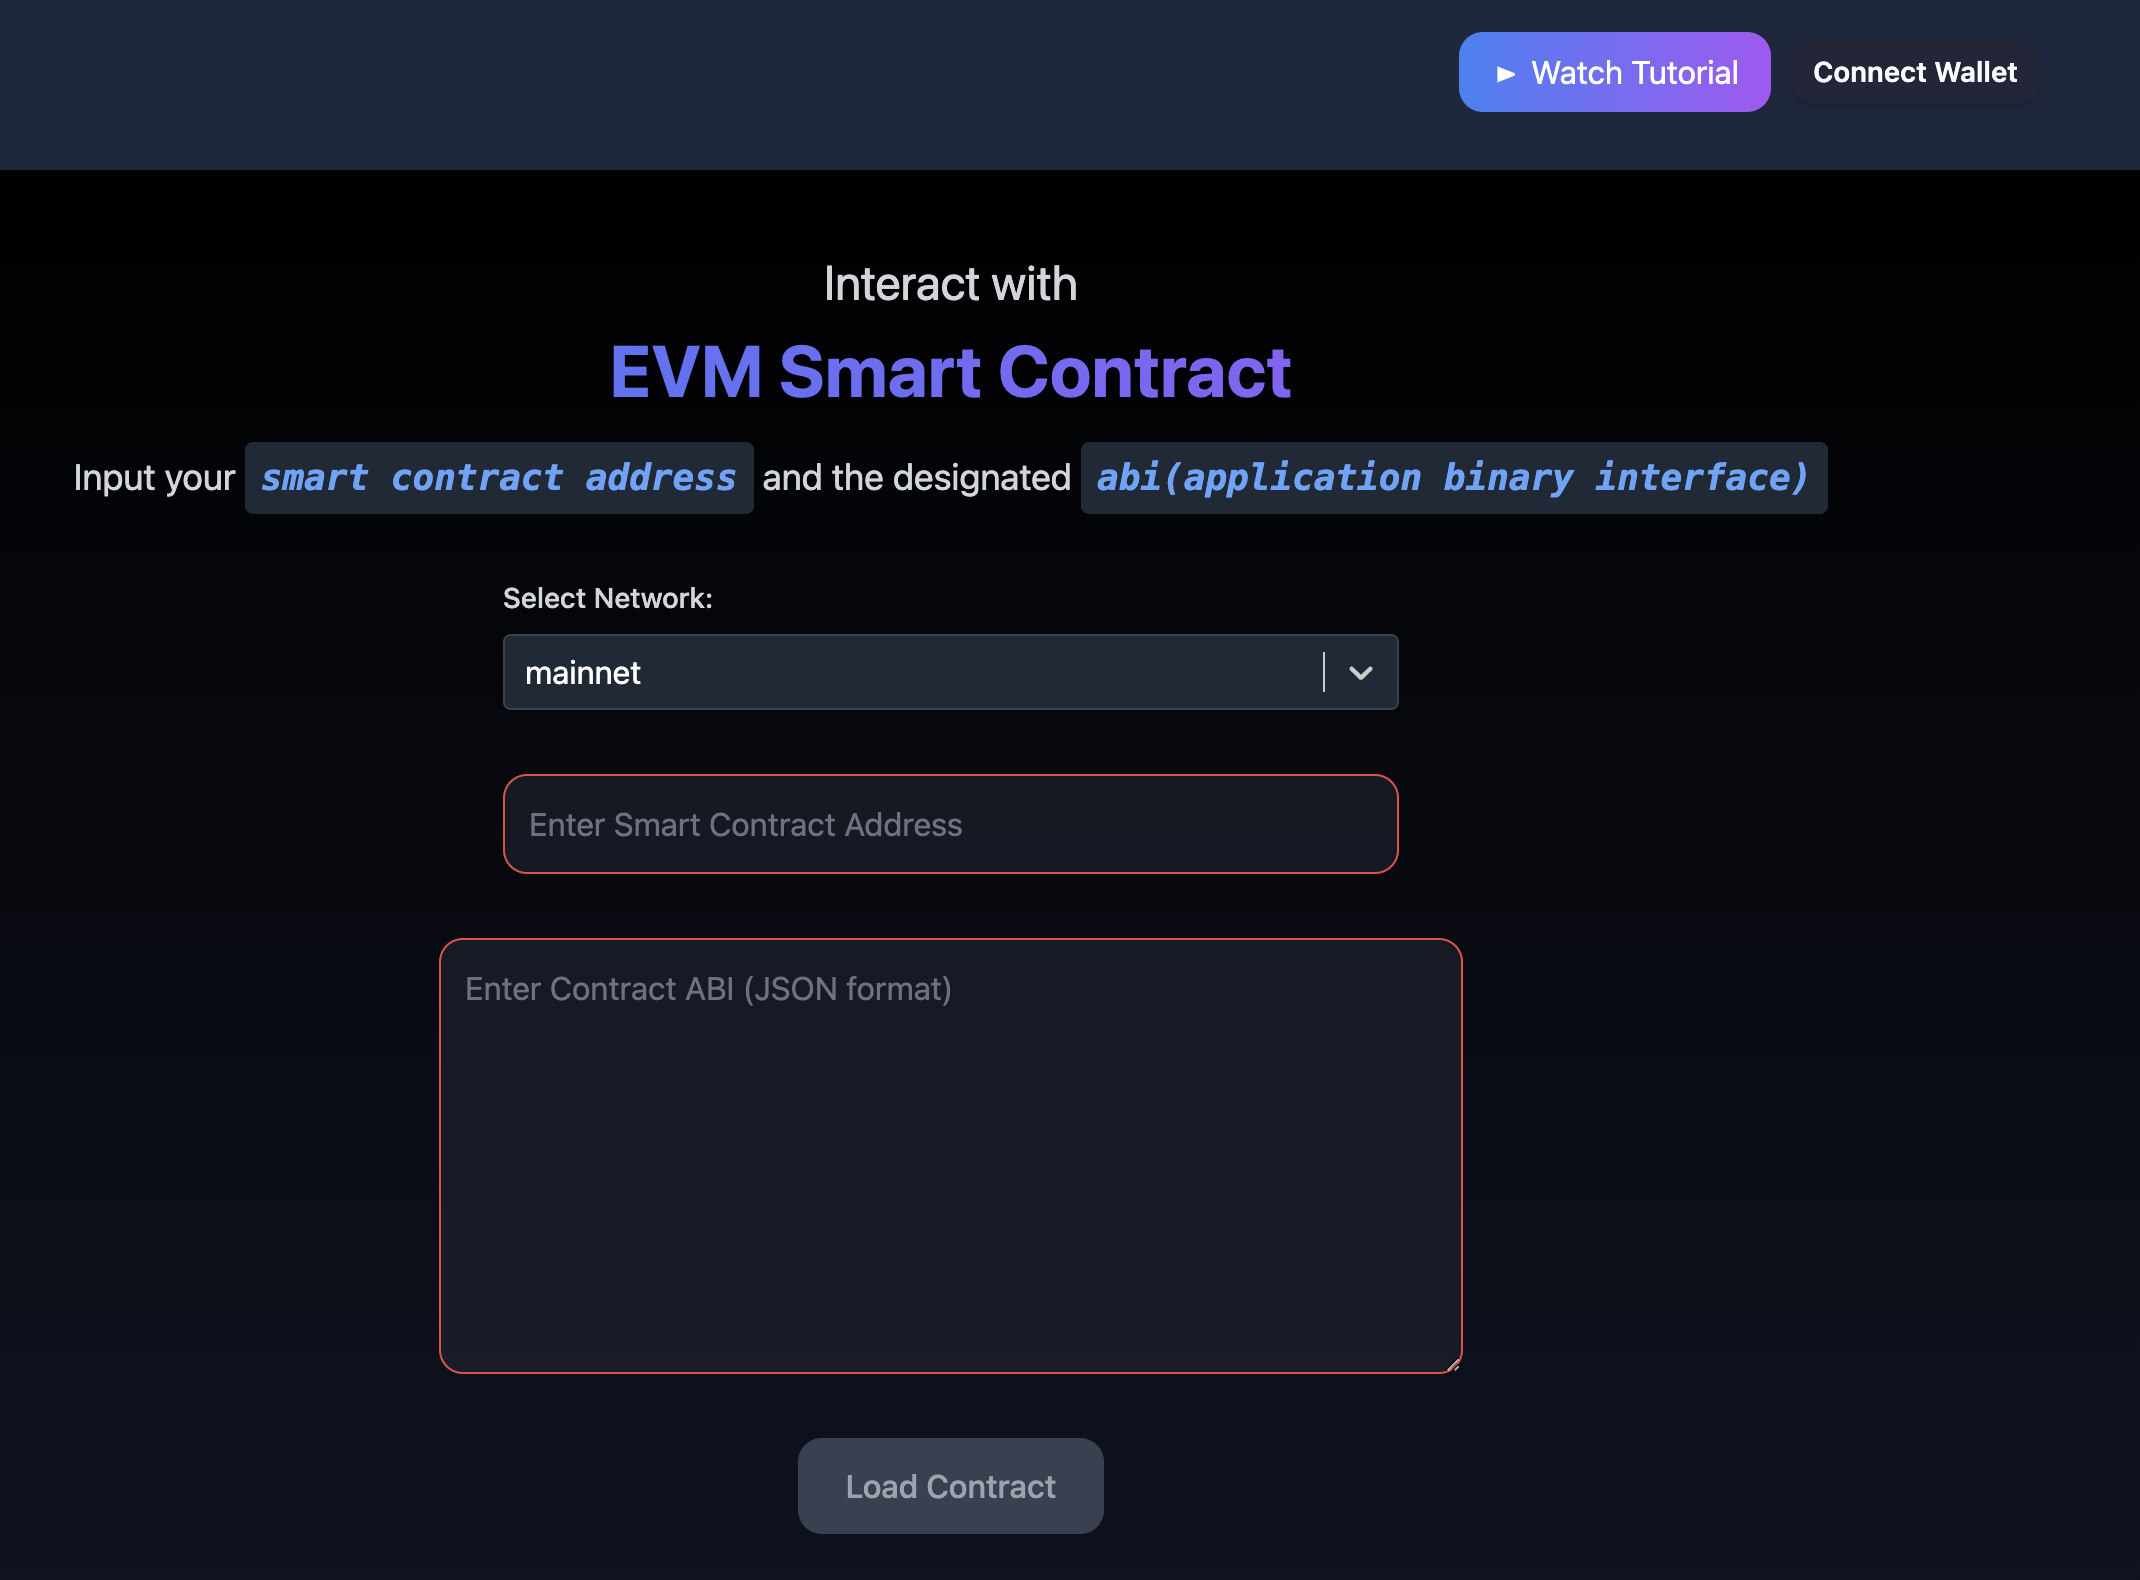 Watch Tutorial
Connect Wallet
Interact with
EVM Smart Contract
Input your smart contract address and the designated abi(application binary interface)
Select Network:
mainnet
Enter Smart Contract Address
Enter Contract ABI (JSON format)
Load Contract